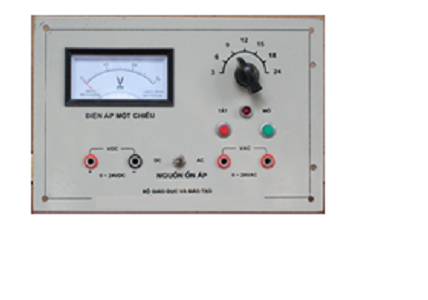 12
9 15
6 18
3 24
V
ĐIỆN ÁP MỘT CHIỀU
TẮT MỞ
VDC VAC
DC AC
+ −
0 ~ 24VDC NGUỒN ỔN ÁP 0 ~ 24VAC
BỘ GIÁO DỤC VÀ ĐÀO TẠO